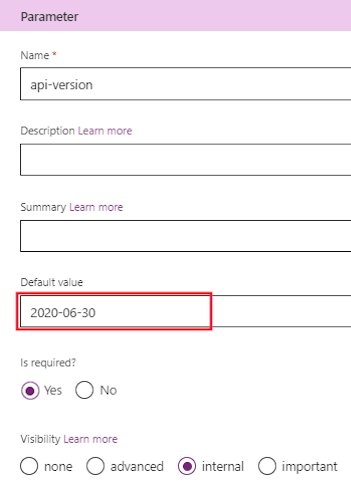 Parameter
Name *
api-version
Description Learn more
Summary Learn more
Default value
2020-06-30
Is required?
Yes No
Visibility Learn more
none advanced internal important